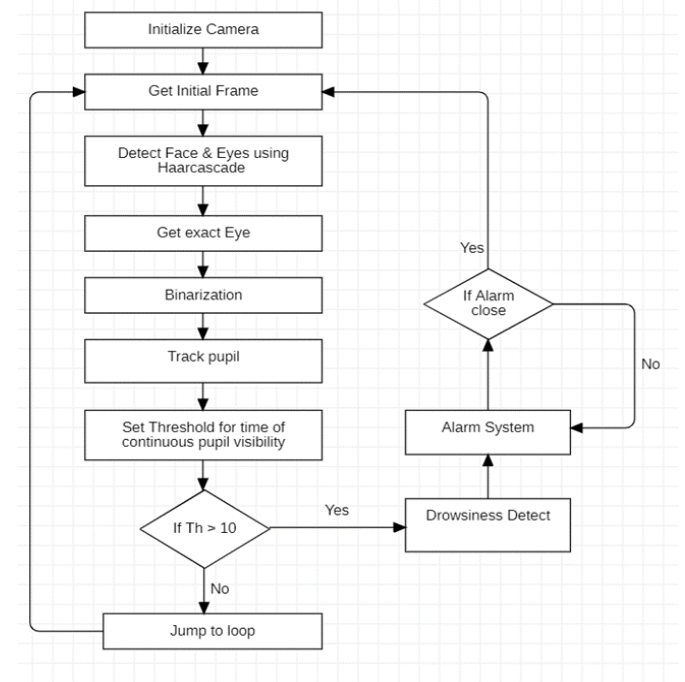 Initialize Camera
Get Initial Frame
Detect Face & Eyes using
Haarcascade
Get exact Eye
Binarization
Track pupil
Set Threshold for time of
continuous pupil visibility
If Th > 10
Yes
No
Jump to loop
Drowsiness Detect
Alarm System
If Alarm
close
Yes
No